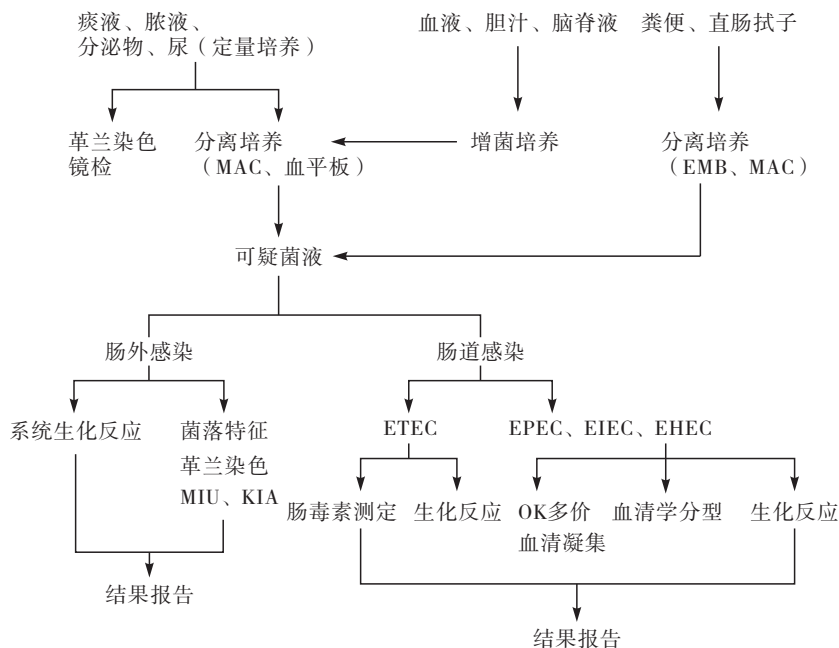 痰液、脓液、
分泌物、尿（定量培养）
血液、胆汁、脑脊液
粪便、直肠拭子
革兰染色
镜检
分离培养
（MAC、血平板）
增菌培养
分离培养
（EMB、MAC）
可疑菌液
肠外感染
肠道感染
系统生化反应
菌落特征
革兰染色
MIU、KIA
ETEC
EPEC、EIEC、EHEC
肠毒素测定
生化反应
OK多价
血清凝集
血清学分型
生化反应
结果报告
结果报告